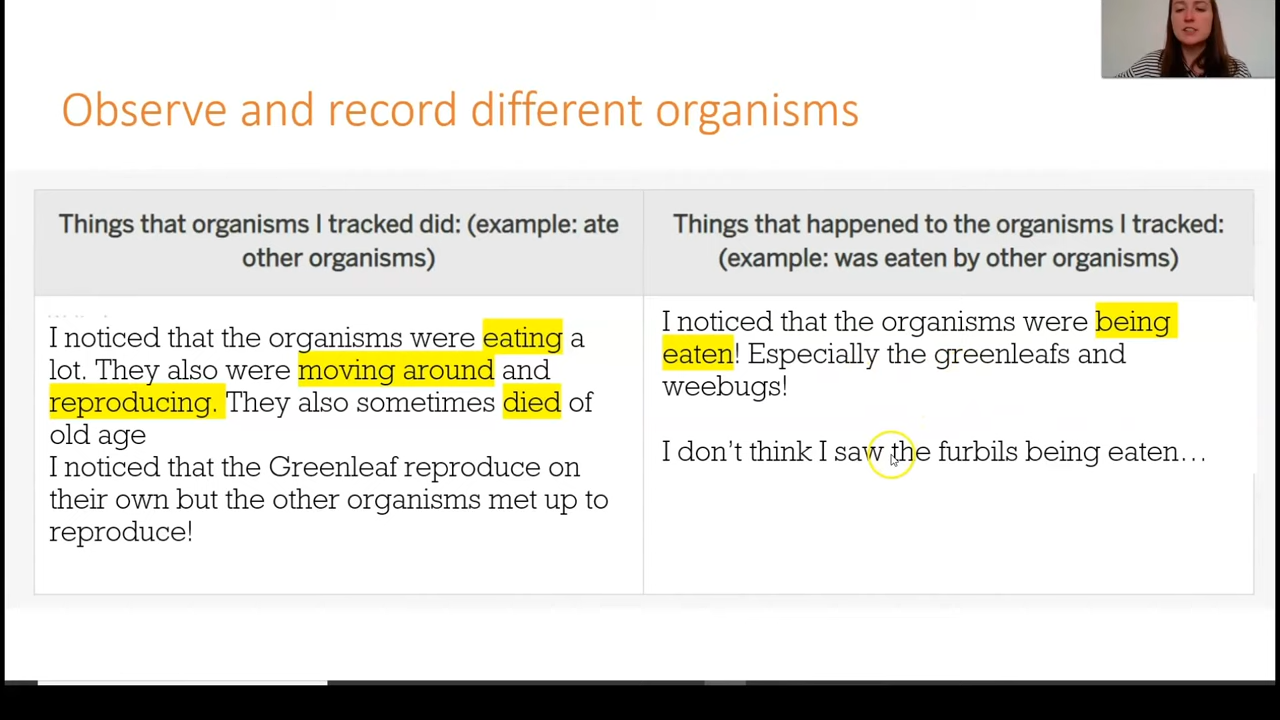 Observe and record different organisms
Things that organisms I tracked did: (example: ate
other organisms)
Things that happened to the organisms I tracked:
(example: was eaten by other organisms)
I noticed that the organisms were eating a
lot. They also were moving around and
reproducing. They also sometimes died of
old age
I noticed that the Greenleaf reproduce on
their own but the other organisms met up to
reproduce!
I noticed that the organisms were being
eaten! Especially the greenleafs and
weebugs!
I don't think I saw the furbils being eaten…